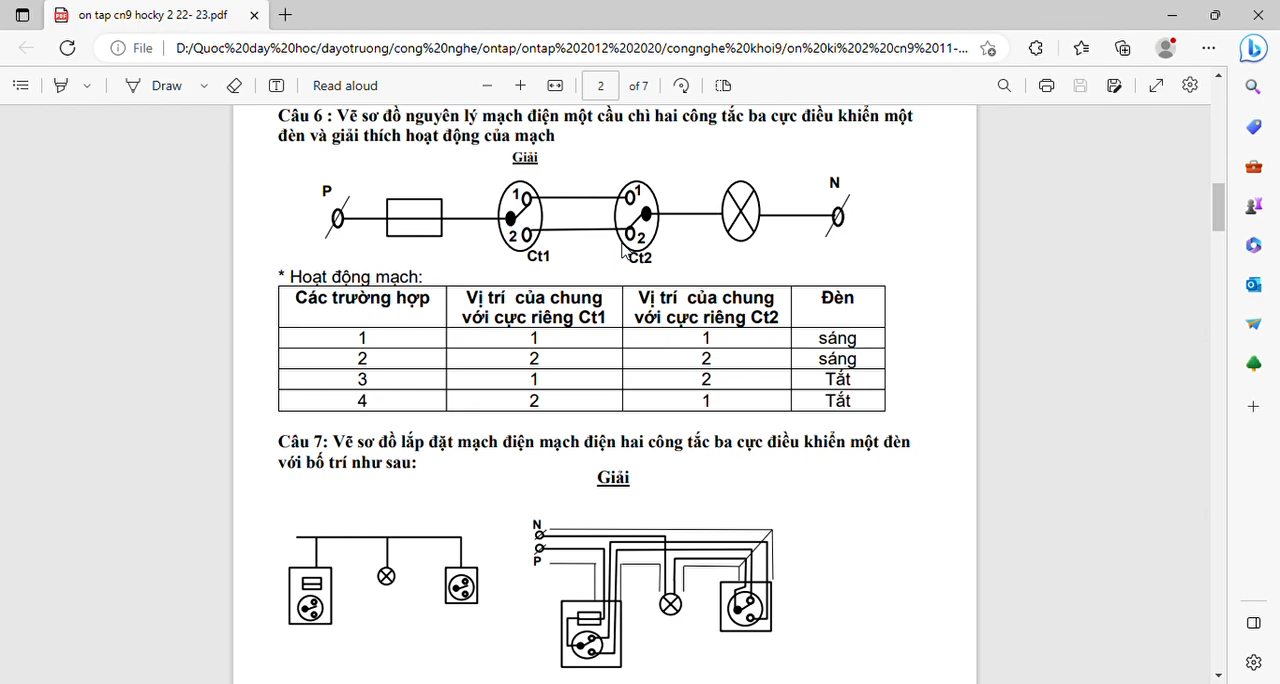 on tap cn9 hocky 2 22- 23.pdf
File
D:/Quoc%20day%20hoc/dayotruong/cong%20nghe/ontap/ontap%202012%202020/congnghe%20khoi9/on%20ki%202%20cn9%2011-...
Draw
Read aloud
2 of 7
Câu 6 : Vẽ sơ đồ nguyên lý mạch điện một cầu chì hai công tắc ba cực điều khiển một
đèn và giải thích hoạt động của mạch
Giải
P
N
1
1
2
2
Ct1
Ct2
* Hoạt động mạch:
Các trường hợp
Vị trí của chung
với cực riêng Ct1
Vị trí của chung
với cực riêng Ct2
Đèn
1 1 1 sáng
2 2 2 sáng
3 1 2 Tắt
4 2 1 Tắt
Câu 7: Vẽ sơ đồ lắp đặt mạch điện mạch điện hai công tắc ba cực điều khiển một đèn
với bố trí như sau:
Giải
N
P